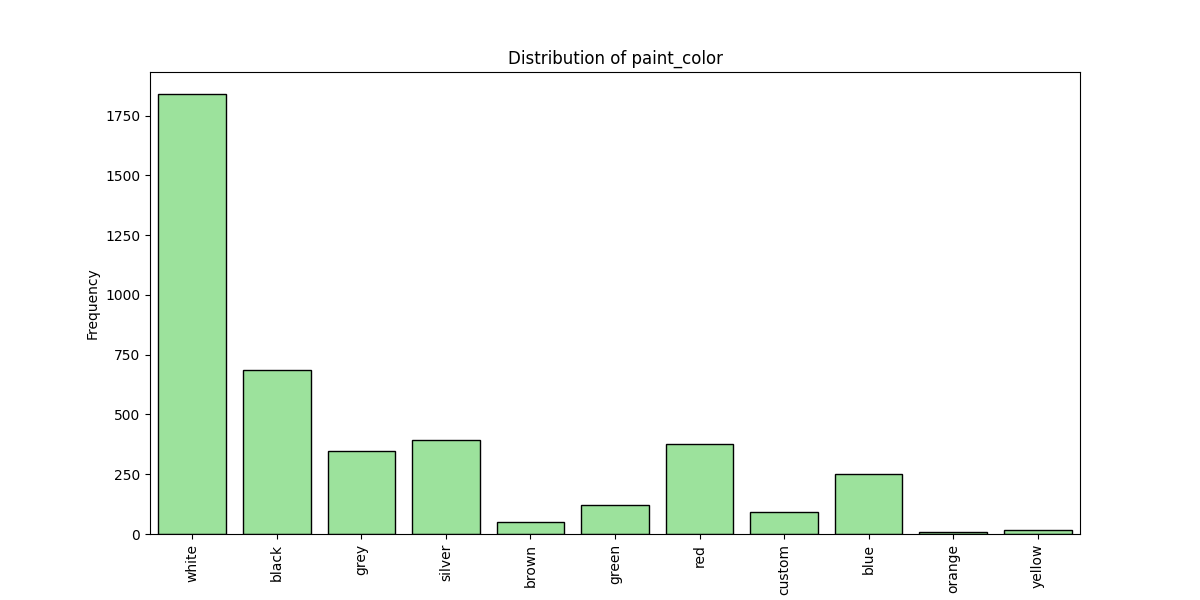 Distribution of paint_color
Frequency
1750
1500
1250
1000
750
500
250
0
white
black
grey
silver
brown
green
red
custom
blue
orange
yellow